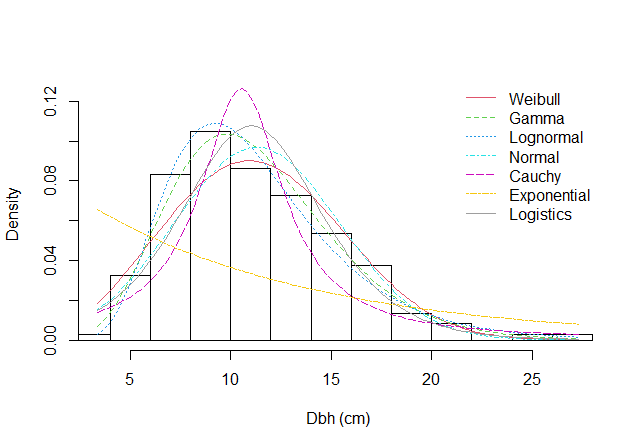 Weibull
Gamma
Lognormal
Normal
Cauchy
Exponential
Logistics
Density
0.12
0.08
0.04
0.00
5 10 15 20 25
Dbh (cm)